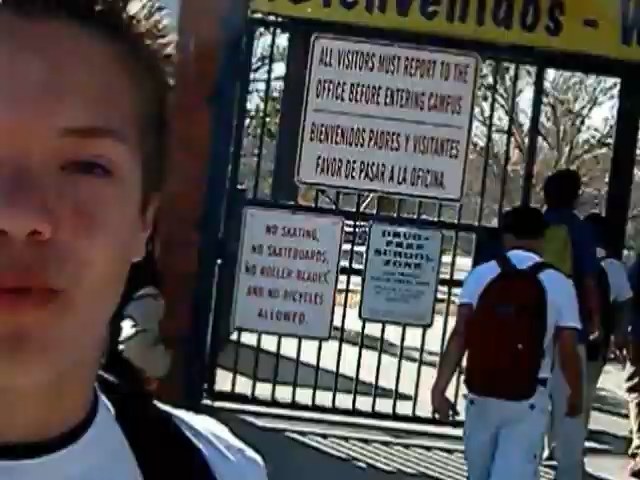 Bienvenidos - W
ALL VISITORS MUST REPORT TO THE
OFFICE BEFORE ENTERING CAMPUS
BIENVENIDOS PADRES Y VISITANTES
FAVOR DE PASAR A LA OFICINA.
NO SKATING,
NO SKATEBOARDS,
NO ROLLER BLADES
AND NO BICYCLES
ALLOWED.
DRUG-
FREE
SCHOOL
ZONE